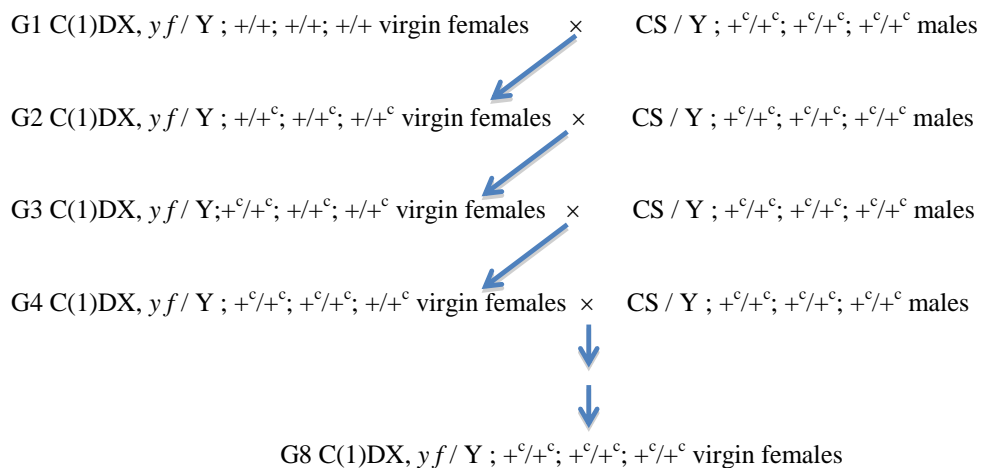 G1 C(1)DX, y f / Y ; +/+; +/+; +/+ virgin females × CS / Y ; +ᶜ/+ᶜ; +ᶜ/+ᶜ; +ᶜ/+ᶜ males
G2 C(1)DX, y f / Y ; +/+ᶜ; +/+ᶜ; +/+ᶜ virgin females × CS / Y ; +ᶜ/+ᶜ; +ᶜ/+ᶜ; +ᶜ/+ᶜ males
G3 C(1)DX, y f / Y;+ᶜ/+ᶜ; +/+ᶜ; +/+ᶜ virgin females × CS / Y ; +ᶜ/+ᶜ; +ᶜ/+ᶜ; +ᶜ/+ᶜ males
G4 C(1)DX, y f / Y ; +ᶜ/+ᶜ; +ᶜ/+ᶜ; +/+ᶜ virgin females × CS / Y ; +ᶜ/+ᶜ; +ᶜ/+ᶜ; +ᶜ/+ᶜ males
G8 C(1)DX, y f / Y ; +ᶜ/+ᶜ; +ᶜ/+ᶜ; +ᶜ/+ᶜ virgin females